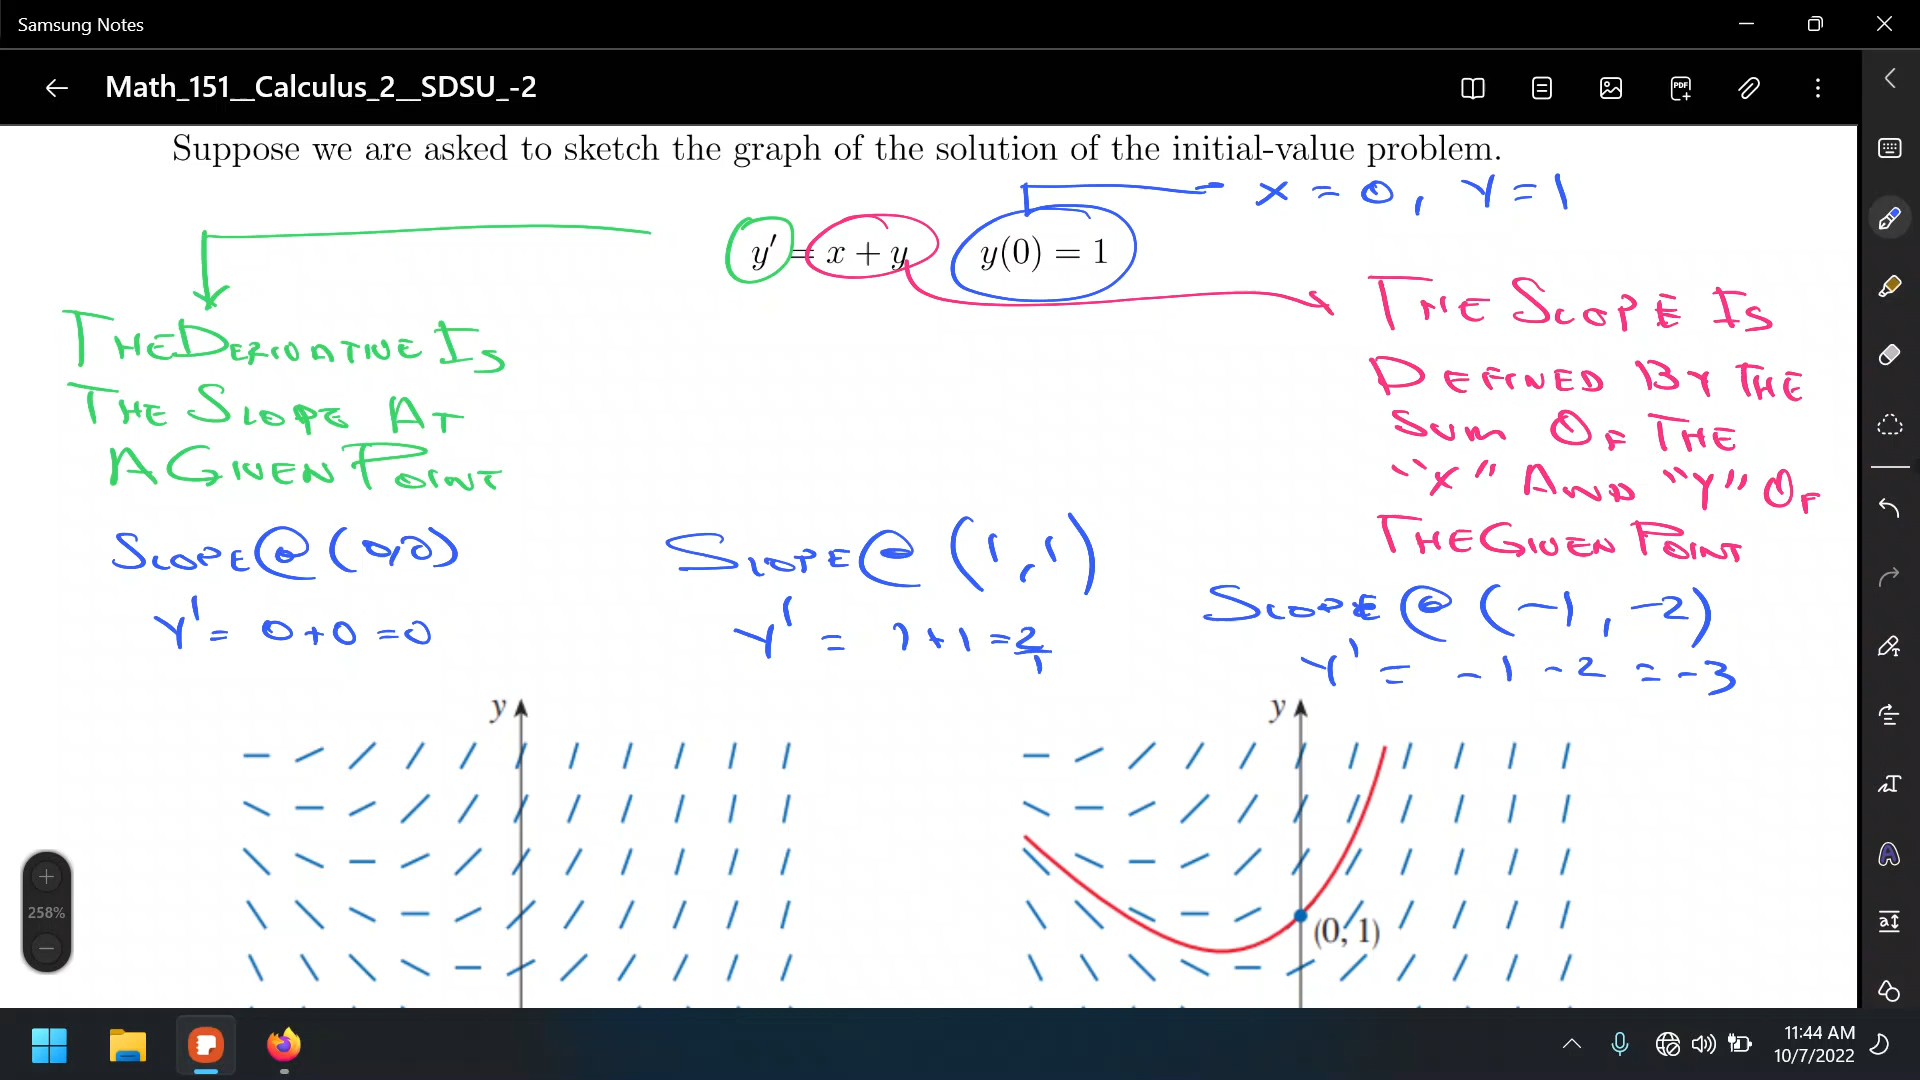 Samsung Notes
Math_151__Calculus_2__SDSU_-2
Suppose we are asked to sketch the graph of the solution of the initial-value problem.
x = 0, y = 1
y' = x + y  y(0) = 1
THE DERIVATIVE IS
THE SLOPE AT
A GIVEN POINT
THE SLOPE IS
DEFINED BY THE
SUM OF THE
"X" AND "Y" OF
THE GIVEN POINT
SLOPE @ (0,0)
Y' = 0 + 0 = 0
SLOPE @ (1,1)
Y' = 1 + 1 = 2/1
SLOPE @ (-1, -2)
Y' = -1 - 2 = -3
y
y
(0, 1)
258%
PDF
11:44 AM
10/7/2022